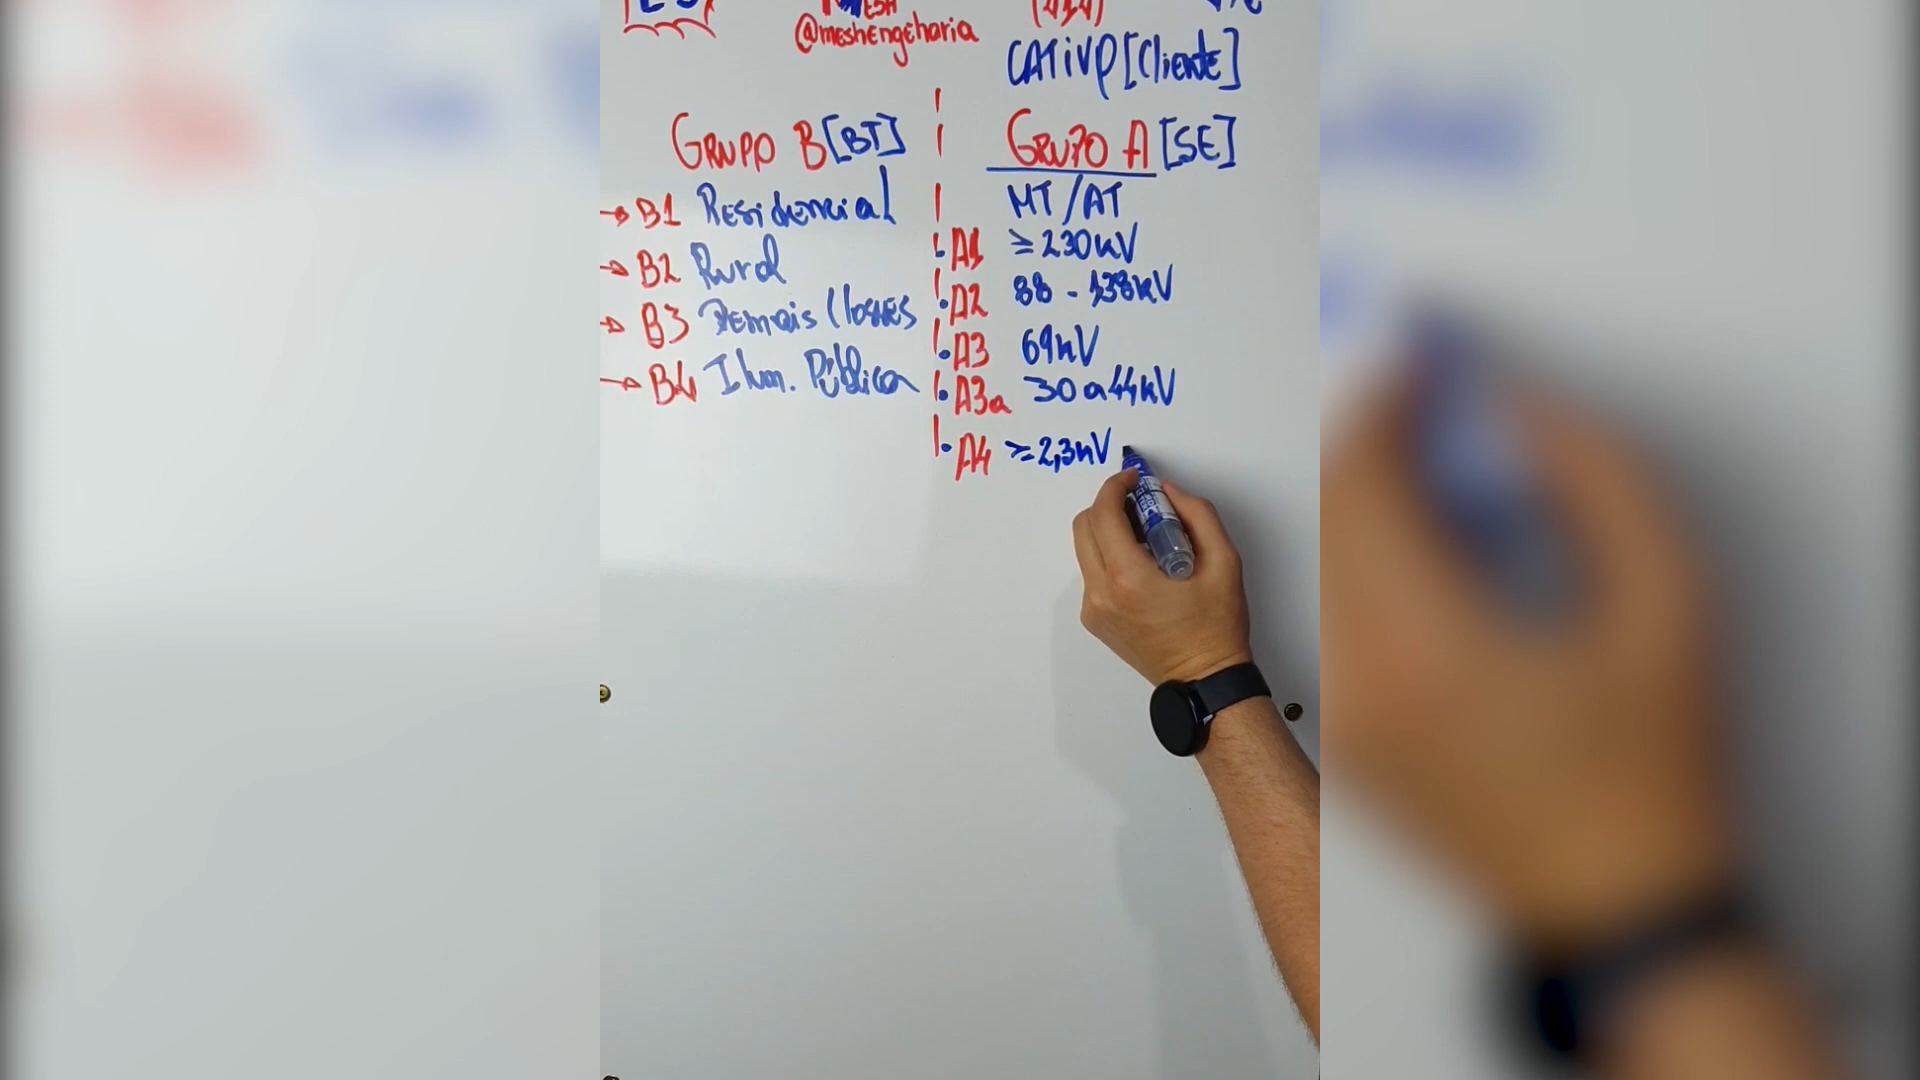 @meshengenharia
CATIVO [Cliente]
GRUPO B [BT]
B1 Residencial
B2 Rural
B3 Demais Classes
B4 Ilum. Pública
GRUPO A [SE]
MT/AT
A1 ≥ 230kV
A2 88 - 138kV
A3 69kV
A3a 30 a 44kV
A4 ≥ 2,3kV